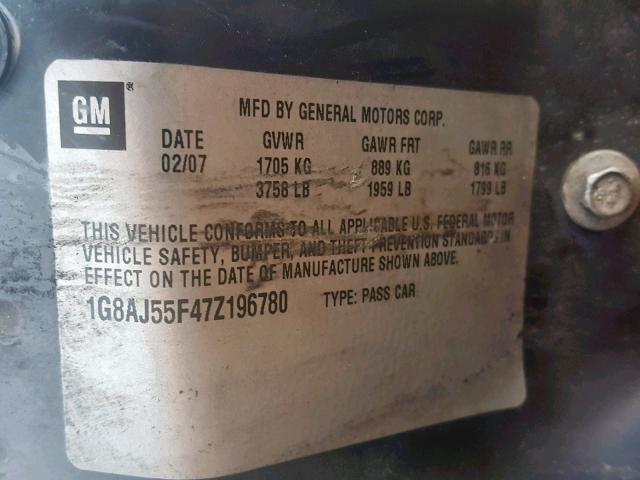 GM®
MFD BY GENERAL MOTORS CORP.
DATE GVWR GAWR FRT GAWR RR
02/07 1705 KG 889 KG 816 KG
3758 LB 1959 LB 1799 LB
THIS VEHICLE CONFORMS TO ALL APPLICABLE U.S. FEDERAL MOTOR
VEHICLE SAFETY, BUMPER, AND THEFT PREVENTION STANDARDS IN
EFFECT ON THE DATE OF MANUFACTURE SHOWN ABOVE.
1G8AJ55F47Z196780 TYPE: PASS CAR